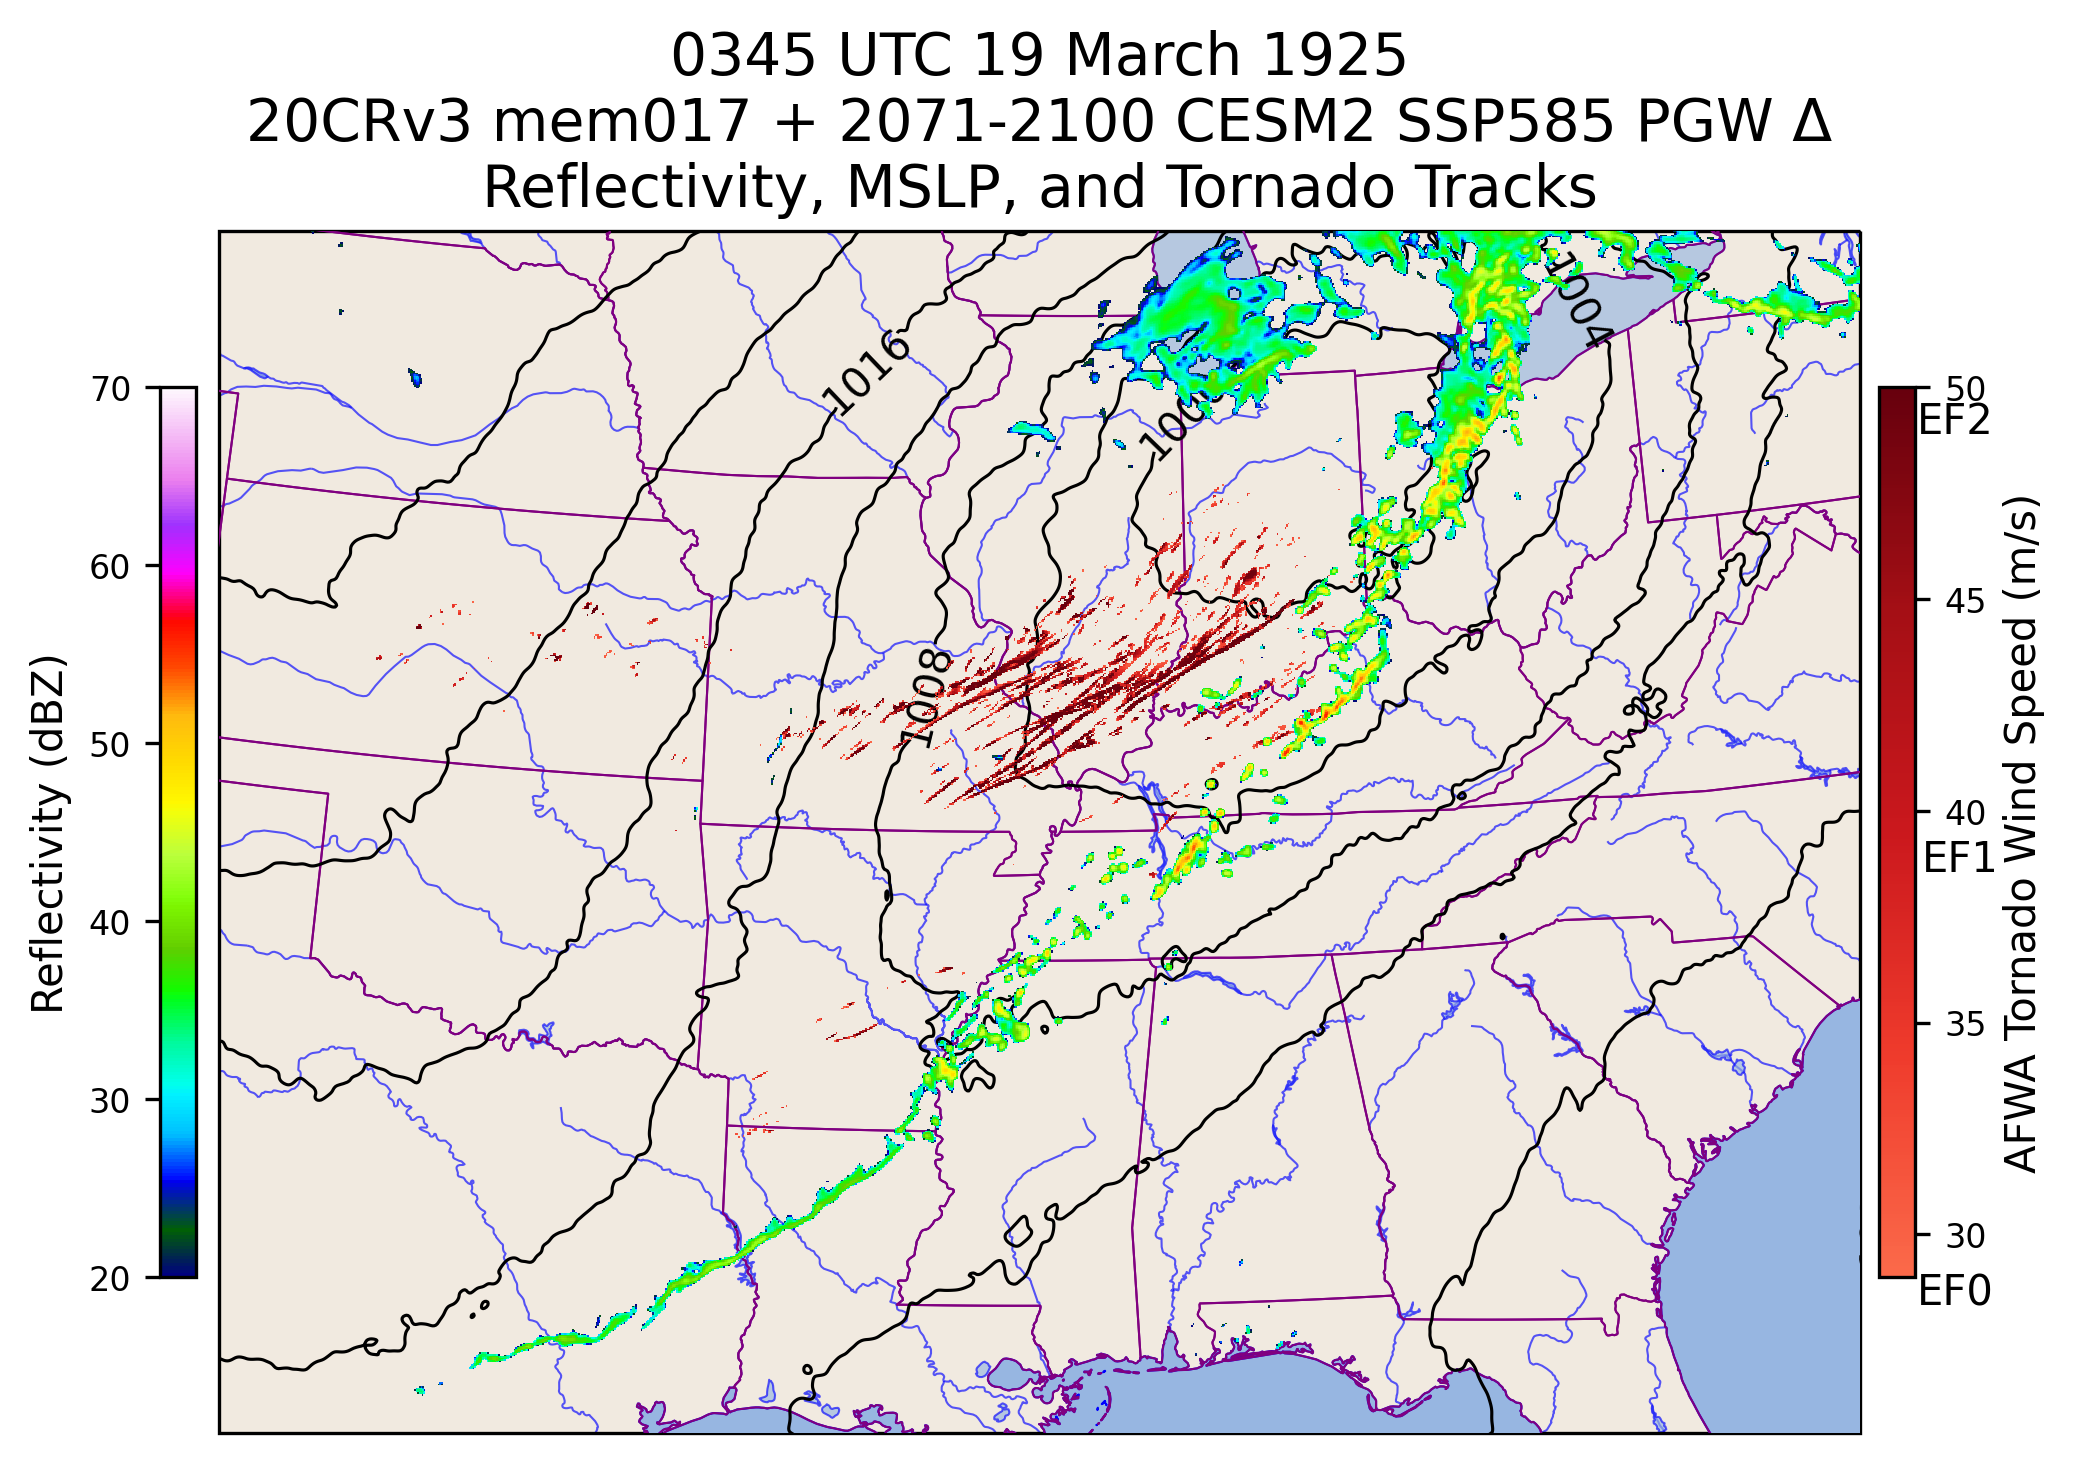 0345 UTC 19 March 1925
20CRv3 mem017 + 2071-2100 CESM2 SSP585 PGW Δ
Reflectivity, MSLP, and Tornado Tracks
1004
1016
1008
70
60
50
40
30
20
Reflectivity (dBZ)
50
EF2
45
40
EF1
35
30
EF0
AFWA Tornado Wind Speed (m/s)